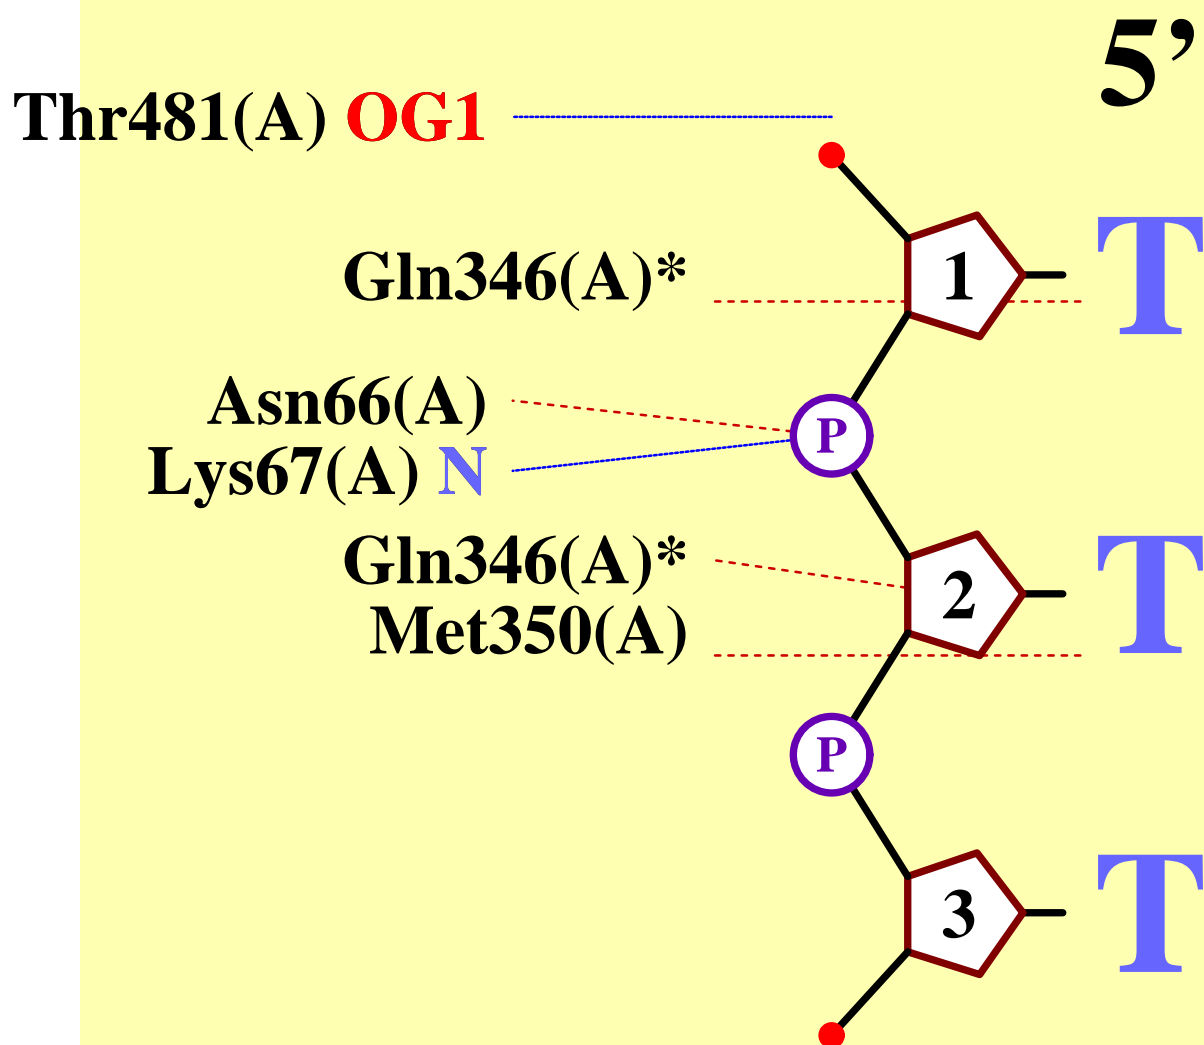 5’
Thr481(A) OG1
T
Gln346(A)*
1
Asn66(A)
P
Lys67(A) N
Gln346(A)*
T
2
Met350(A)
P
T
3